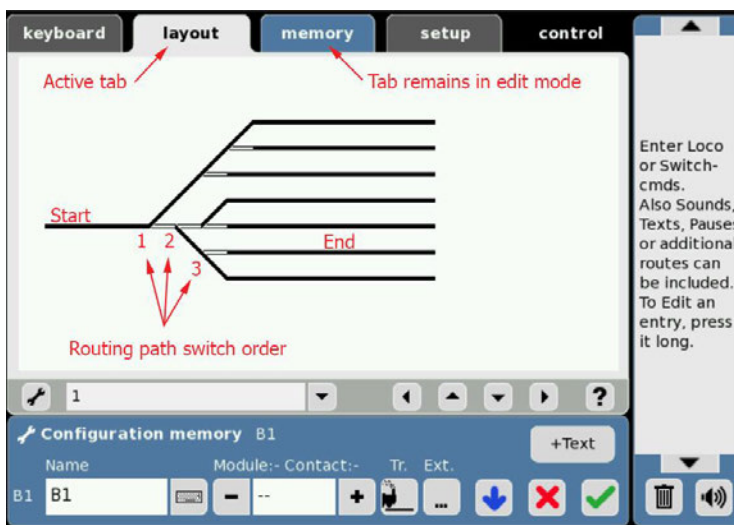 keyboard layout memory setup control
Active tab
Tab remains in edit mode
Start
1 2
End
3
Routing path switch order
Enter Loco
or Switch-
cmds.
Also Sounds,
Texts, Pauses
or additional
routes can
be included.
To Edit an
entry, press
it long.
1
?
Configuration memory B1
+Text
Name Module:- Contact:- Tr. Ext.
B1 B1 - -- + ...